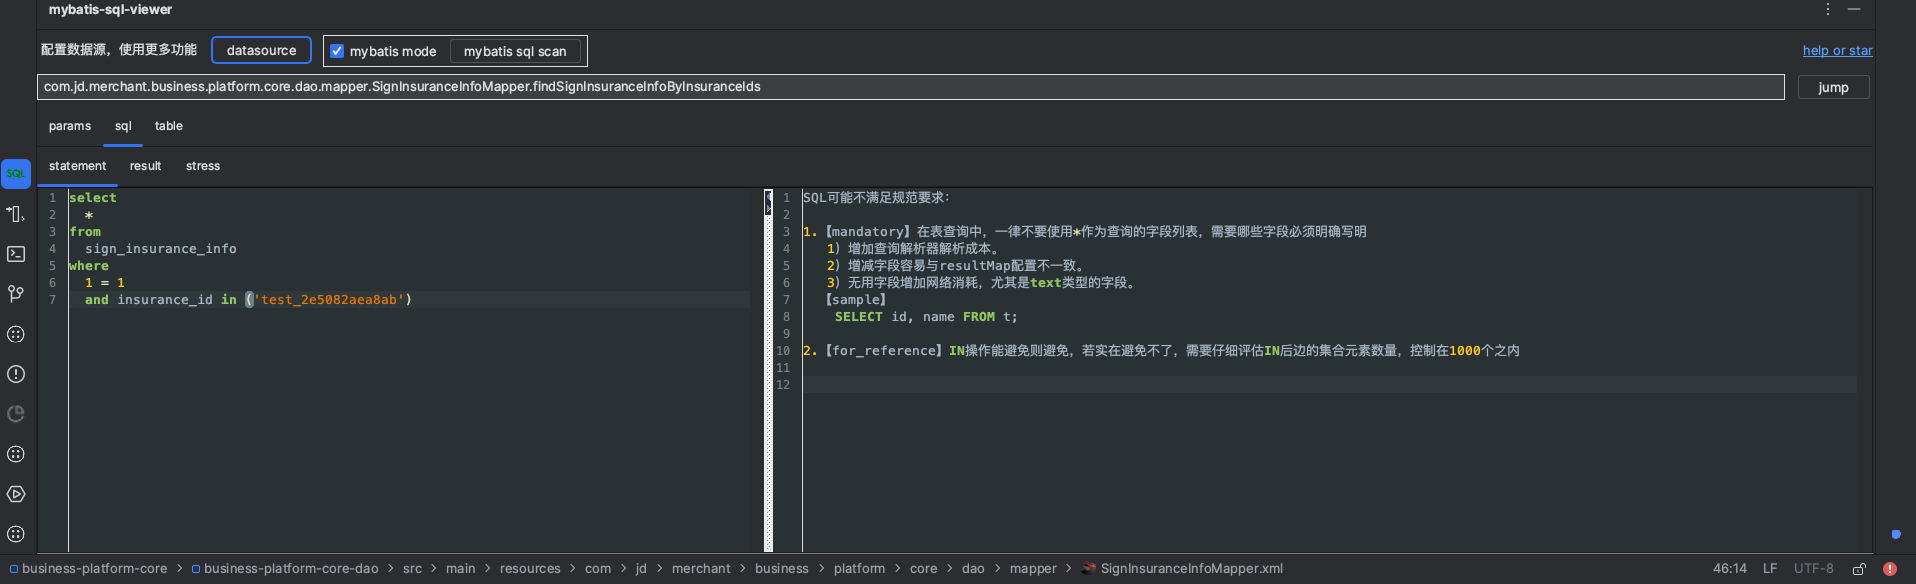 mybatis-sql-viewer
配置数据源，使用更多功能 datasource mybatis mode mybatis sql scan help or star
com.jd.merchant.business.platform.core.dao.mapper.SignInsuranceInfoMapper.findSignInsuranceInfoByInsuranceIds jump
params sql table
statement result stress
SQL
1 select
2 *
3 from
4 sign_insurance_info
5 where
6 1 = 1
7 and insurance_id in ('test_2e5082aea8ab')
1 SQL可能不满足规范要求：
2
3 1.【mandatory】在表查询中，一律不要使用*作为查询的字段列表，需要哪些字段必须明确写明
4 1）增加查询解析器解析成本。
5 2）增减字段容易与resultMap配置不一致。
6 3）无用字段增加网络消耗，尤其是text类型的字段。
7 【sample】
8 SELECT id, name FROM t;
9
10 2.【for_reference】IN操作能避免则避免，若实在避免不了，需要仔细评估IN后边的集合元素数量，控制在1000个之内
11
12
business-platform-core > business-platform-core-dao > src > main > resources > com > jd > merchant > business > platform > core > dao > mapper > SignInsuranceInfoMapper.xml 46:14 LF UTF-8